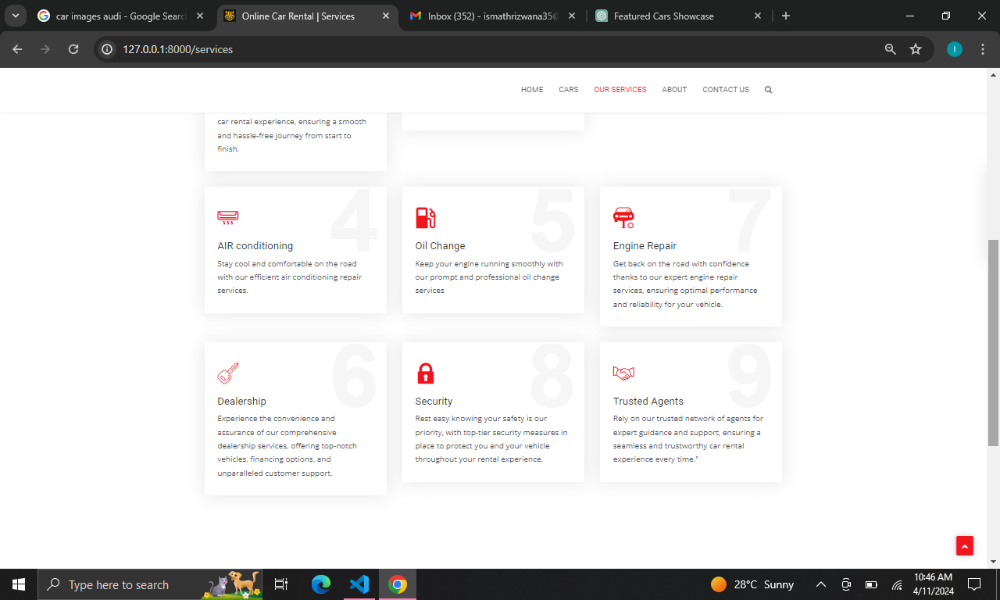 car images audi - Google Searc
Online Car Rental | Services
Inbox (352) - ismathrizwana35@
Featured Cars Showcase
127.0.0.1:8000/services
I
HOME
CARS
OUR SERVICES
ABOUT
CONTACT US
car rental experience, ensuring a smooth
and hassle-free journey from start to
finish.
4
AIR conditioning
Stay cool and comfortable on the road
with our efficient air conditioning repair
services.
5
Oil Change
Keep your engine running smoothly with
our prompt and professional oil change
services
7
Engine Repair
Get back on the road with confidence
thanks to our expert engine repair
services, ensuring optimal performance
and reliability for your vehicle.
6
Dealership
Experience the convenience and
assurance of our comprehensive
dealership services, offering top-notch
vehicles, financing options, and
unparalleled customer support.
8
Security
Rest easy knowing your safety is our
priority, with top-tier security measures in
place to protect you and your vehicle
throughout your rental experience.
9
Trusted Agents
Rely on our trusted network of agents for
expert guidance and support, ensuring a
seamless and trustworthy car rental
experience every time."
Type here to search
28°C Sunny
10:46 AM
4/11/2024